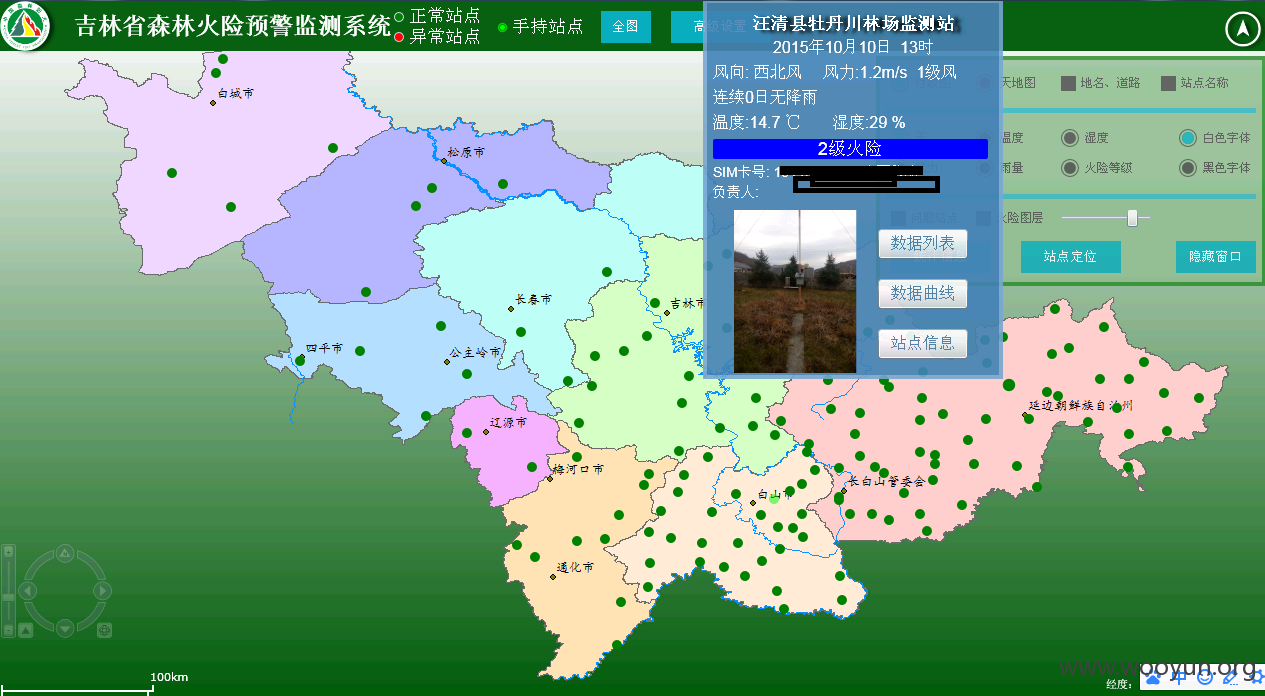 吉林省森林火险预警监测系统
正常站点
异常站点
手持站点
全图
高级设置
汪清县牡丹川林场监测站
2015年10月10日 13时
风向: 西北风 风力:1.2m/s 1级风
连续0日无降雨
温度:14.7 ℃ 湿度:29 %
2级火险
SIM卡号: 1
负责人:
数据列表
数据曲线
站点信息
天地图 地名、道路 站点名称
温度 湿度 白色字体
雨量 火险等级 黑色字体
火险图层
站点定位 隐藏窗口
白城市
松原市
长春市
吉林市
四平市
公主岭市
延边朝鲜族自治州
辽源市
梅河口市
长白山管委会
白山市
通化市
100km
经度:
www.wooyun.org
中